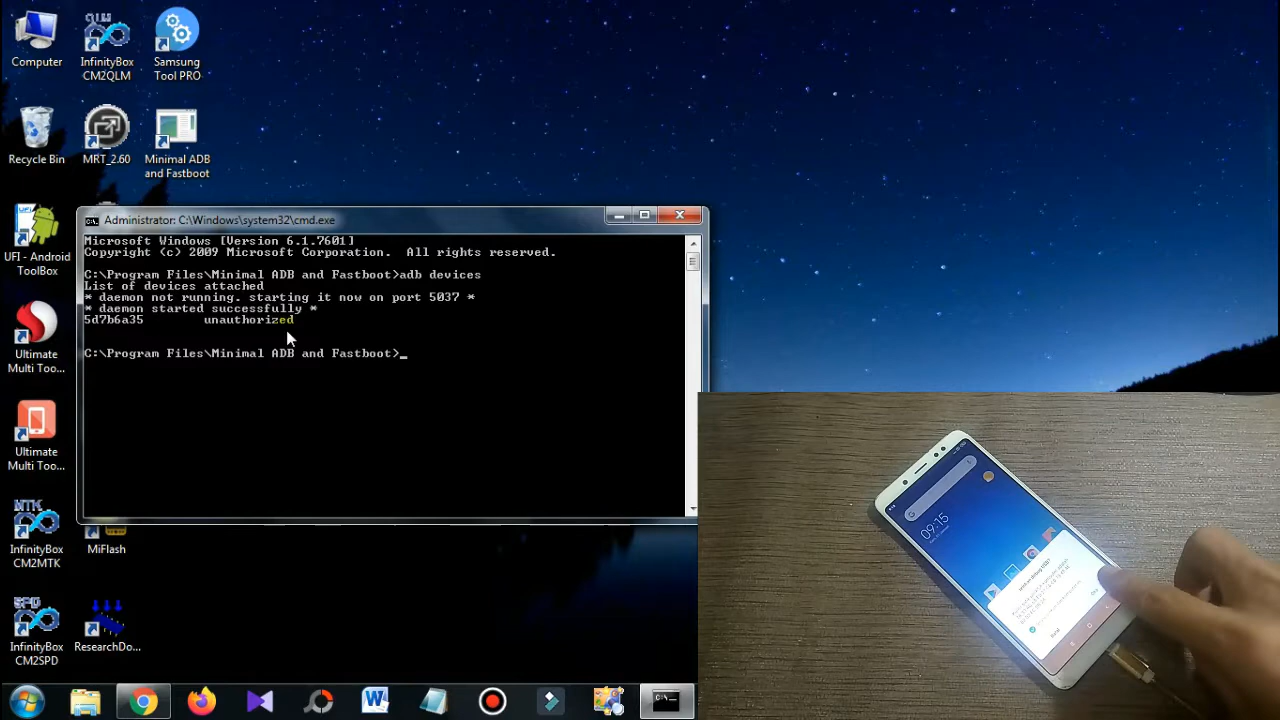 Computer
InfinityBox
CM2QLM
Samsung
Tool PRO
Recycle Bin
MRT_2.60
Minimal ADB
and Fastboot
UFI - Android
ToolBox
Ultimate
Multi Too...
Ultimate
Multi Too...
MTK
InfinityBox
CM2MTK
MiFlash
SPD
InfinityBox
CM2SPD
ResearchDo...
Administrator: C:\Windows\system32\cmd.exe
Microsoft Windows [Version 6.1.7601]
Copyright (c) 2009 Microsoft Corporation.  All rights reserved.
C:\Program Files\Minimal ADB and Fastboot>adb devices
List of devices attached
* daemon not running. starting it now on port 5037 *
* daemon started successfully *
5d7b6a35        unauthorized
C:\Program Files\Minimal ADB and Fastboot>_
09:15